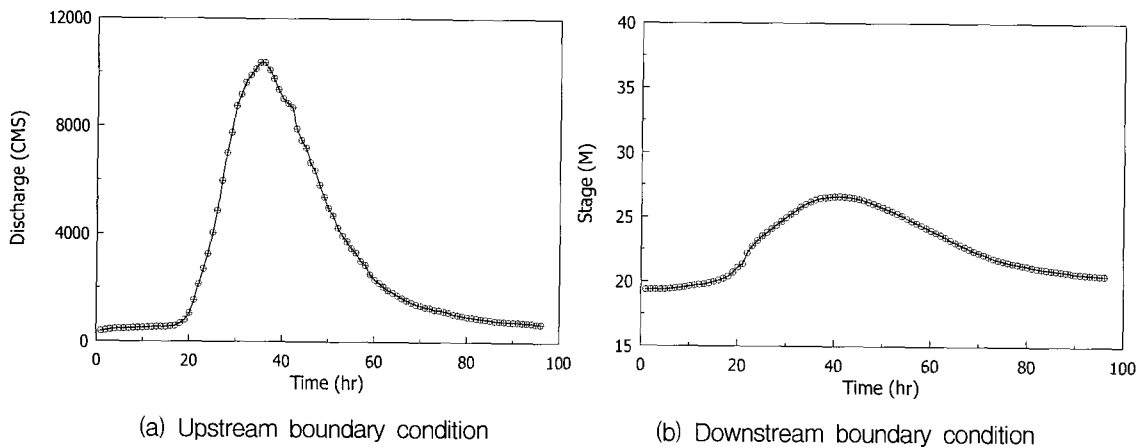 12000
8000
4000
0
Discharge (CMS)
0 20 40 60 80 100
Time (hr)
(a) Upstream boundary condition
40
35
30
25
20
15
Stage (M)
0 20 40 60 80 100
Time (hr)
(b) Downstream boundary condition